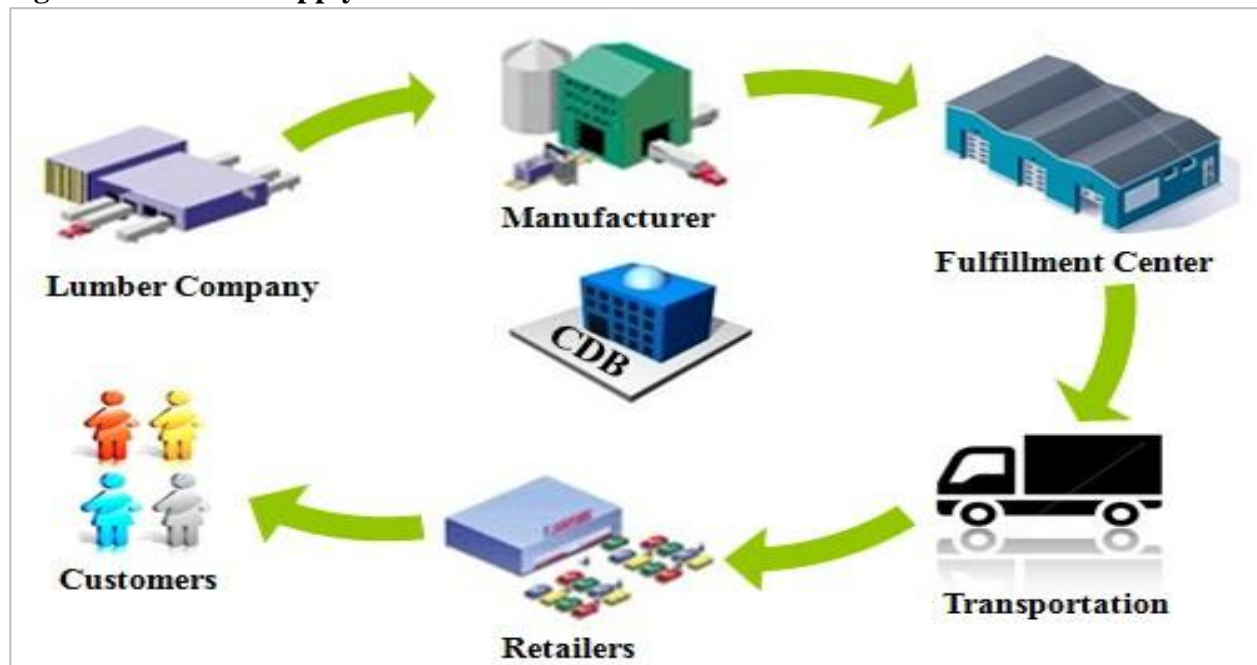 Manufacturer
Lumber Company
Fulfillment Center
CDB
Customers
Retailers
Transportation